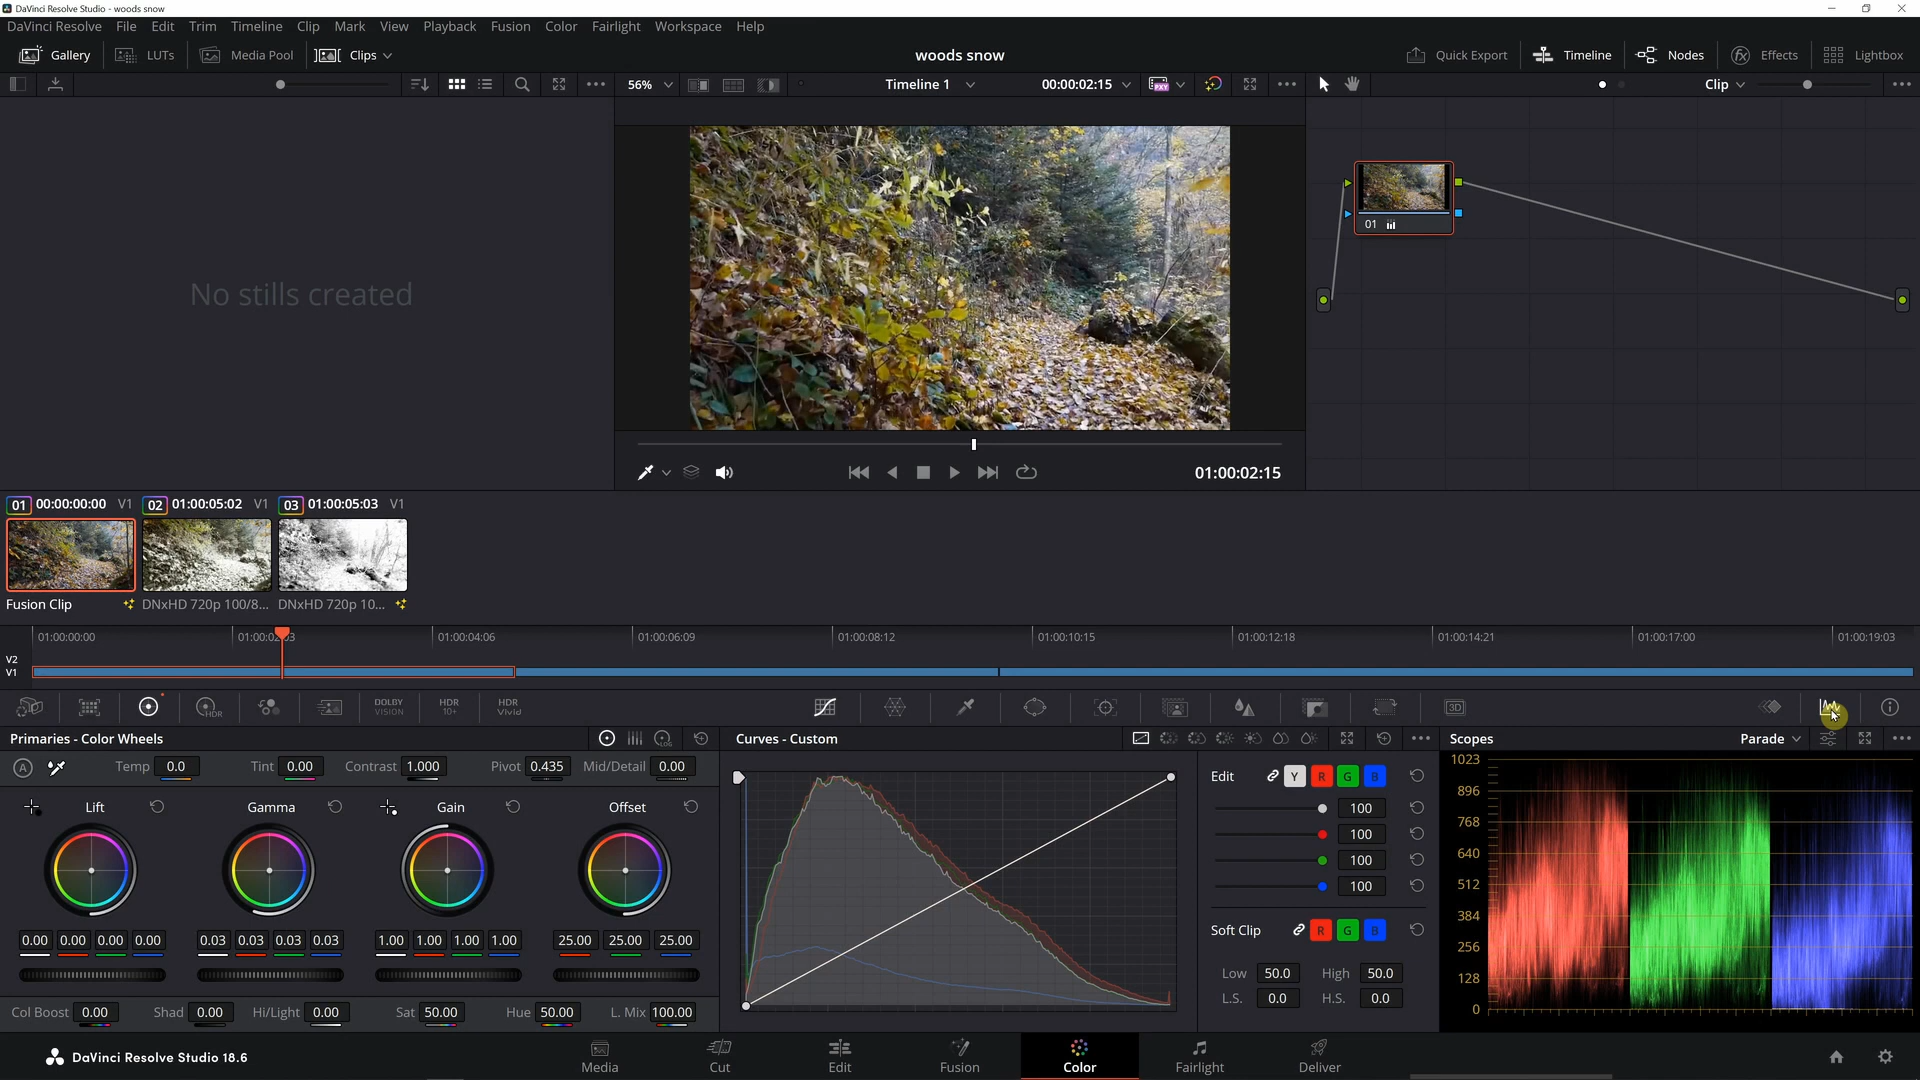 DaVinci Resolve Studio - woods snow
DaVinci Resolve File Edit Trim Timeline Clip Mark View Playback Fusion Color Fairlight Workspace Help
Gallery LUTs Media Pool Clips woods snow Quick Export Timeline Nodes Effects Lightbox
56% Timeline 1 00:00:02:15 PXY Clip
No stills created
01
01:00:02:15
01 00:00:00:00 V1 02 01:00:05:02 V1 03 01:00:05:03 V1
Fusion Clip DNxHD 720p 100/8... DNxHD 720p 10...
01:00:00:00 01:00:02:03 01:00:04:06 01:00:06:09 01:00:08:12 01:00:10:15 01:00:12:18 01:00:14:21 01:00:17:00 01:00:19:03
V2
V1
HDR DOLBY VISION HDR 10+ HDR Vivid 3D
Primaries - Color Wheels LOG Curves - Custom Scopes Parade
A Temp 0.0 Tint 0.00 Contrast 1.000 Pivot 0.435 Mid/Detail 0.00
Lift Gamma Gain Offset
0.00 0.00 0.00 0.00 0.03 0.03 0.03 0.03 1.00 1.00 1.00 1.00 25.00 25.00 25.00
Col Boost 0.00 Shad 0.00 Hi/Light 0.00 Sat 50.00 Hue 50.00 L. Mix 100.00
Edit Y R G B
100
100
100
100
Soft Clip R G B
Low 50.0 High 50.0
L.S. 0.0 H.S. 0.0
1023
896
768
640
512
384
256
128
0
DaVinci Resolve Studio 18.6
Media Cut Edit Fusion Color Fairlight Deliver